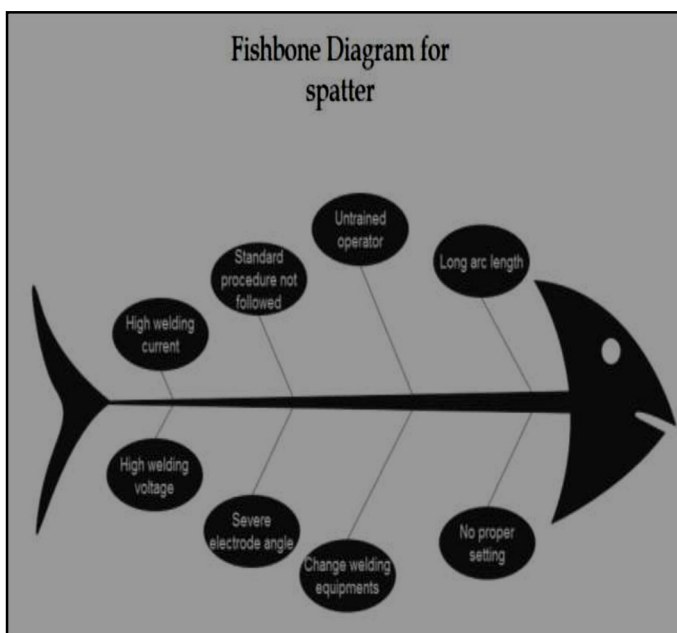 Fishbone Diagram for
spatter
Untrained
operator
Standard
procedure not
followed
Long arc length
High welding
current
High welding
voltage
Severe
electrode angle
Change welding
equipments
No proper
setting